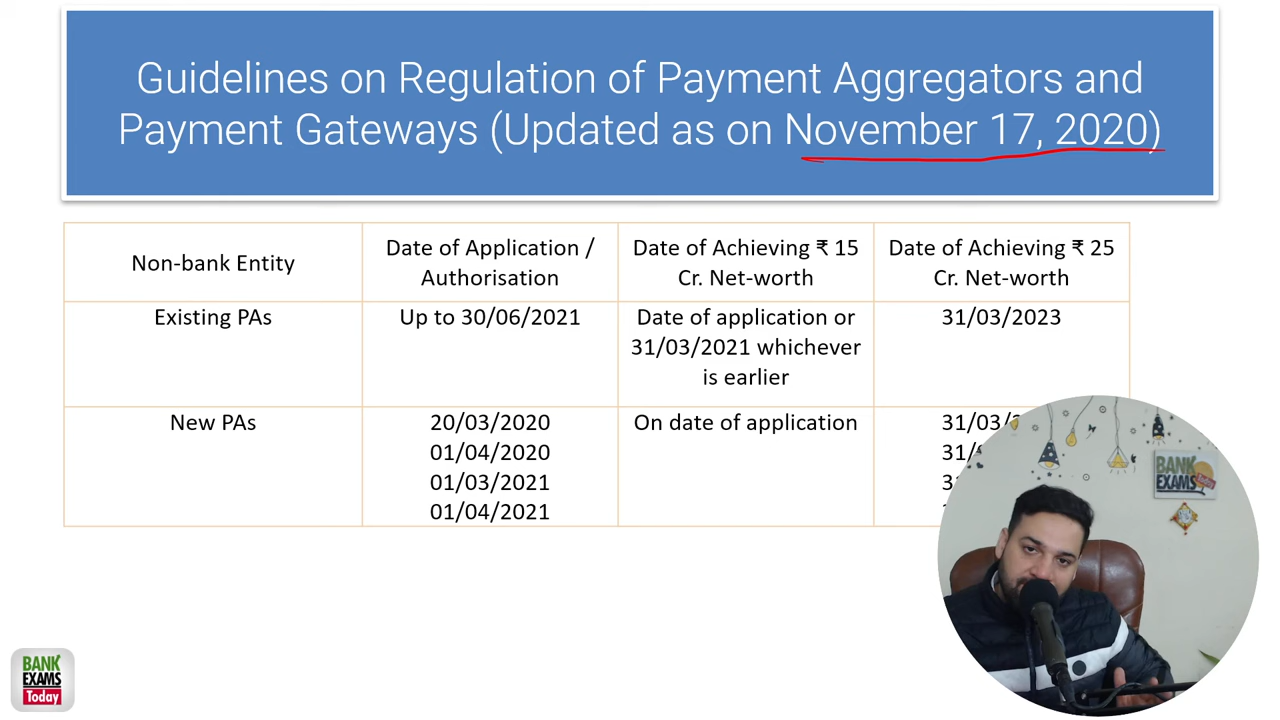 Guidelines on Regulation of Payment Aggregators and
Payment Gateways (Updated as on November 17, 2020)
Non-bank Entity
Date of Application /
Authorisation
Date of Achieving ₹ 15
Cr. Net-worth
Date of Achieving ₹ 25
Cr. Net-worth
Existing PAs
Up to 30/06/2021
Date of application or
31/03/2021 whichever
is earlier
31/03/2023
New PAs
20/03/2020
01/04/2020
01/03/2021
01/04/2021
On date of application
BANK
EXAMS
Today
BANK
EXAMS
Today